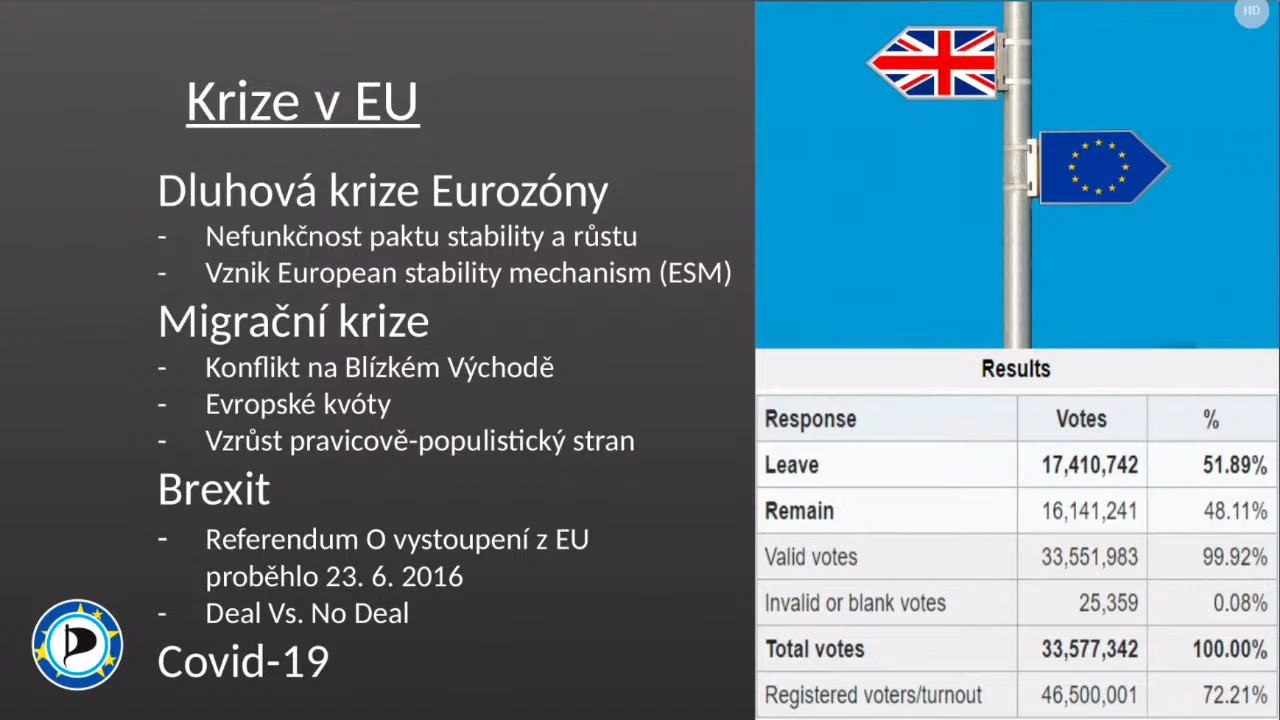 HD
Krize v EU
Dluhová krize Eurozóny
- Nefunkčnost paktu stability a růstu
- Vznik European stability mechanism (ESM)
Migrační krize
- Konflikt na Blízkém Východě
- Evropské kvóty
- Vzrůst pravicově-populistický stran
Brexit
- Referendum O vystoupení z EU
proběhlo 23. 6. 2016
- Deal Vs. No Deal
Covid-19
Results
Response Votes %
Leave 17,410,742 51.89%
Remain 16,141,241 48.11%
Valid votes 33,551,983 99.92%
Invalid or blank votes 25,359 0.08%
Total votes 33,577,342 100.00%
Registered voters/turnout 46,500,001 72.21%